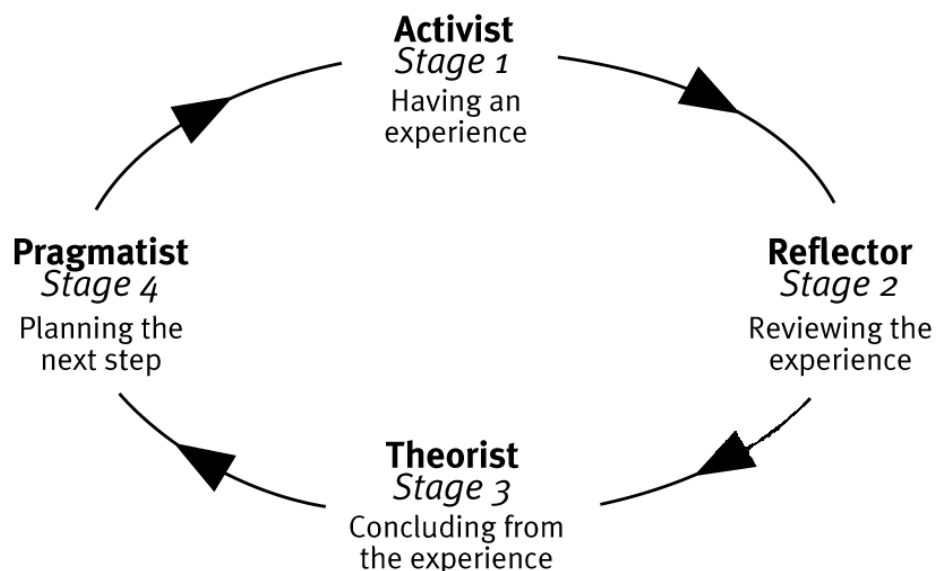 Activist
Stage 1
Having an
experience
Reflector
Stage 2
Reviewing the
experience
Theorist
Stage 3
Concluding from
the experience
Pragmatist
Stage 4
Planning the
next step